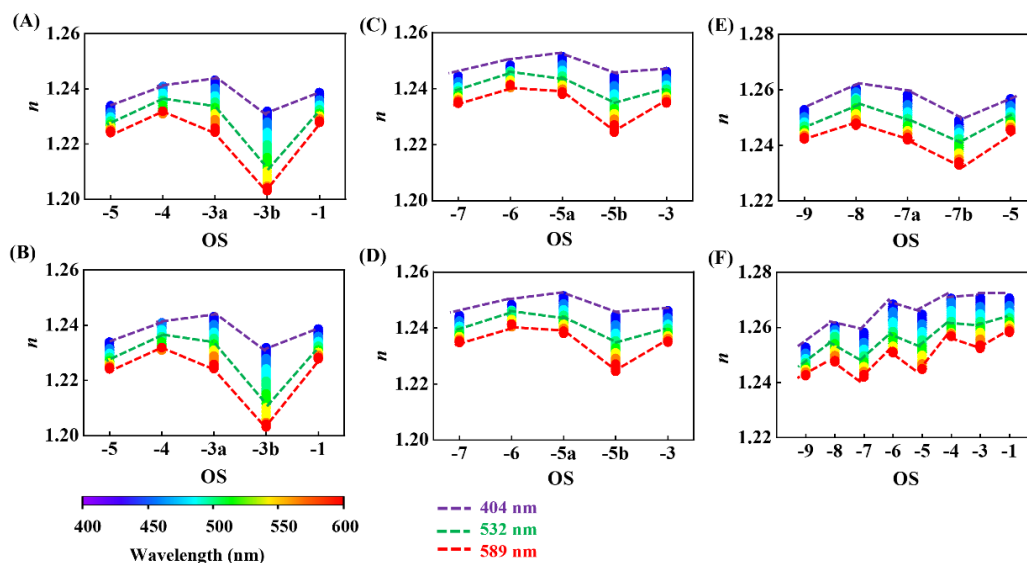 (A)
1.26
1.24
1.22
1.20
n
-5 -4 -3a -3b -1
OS
(C)
1.26
1.24
1.22
1.20
n
-7 -6 -5a -5b -3
OS
(E)
1.28
1.26
1.24
1.22
n
-9 -8 -7a -7b -5
OS
(B)
1.26
1.24
1.22
1.20
n
-5 -4 -3a -3b -1
OS
(D)
1.26
1.24
1.22
1.20
n
-7 -6 -5a -5b -3
OS
(F)
1.28
1.26
1.24
1.22
n
-9 -8 -7 -6 -5 -4 -3 -1
OS
400 450 500 550 600
Wavelength (nm)
404 nm
532 nm
589 nm